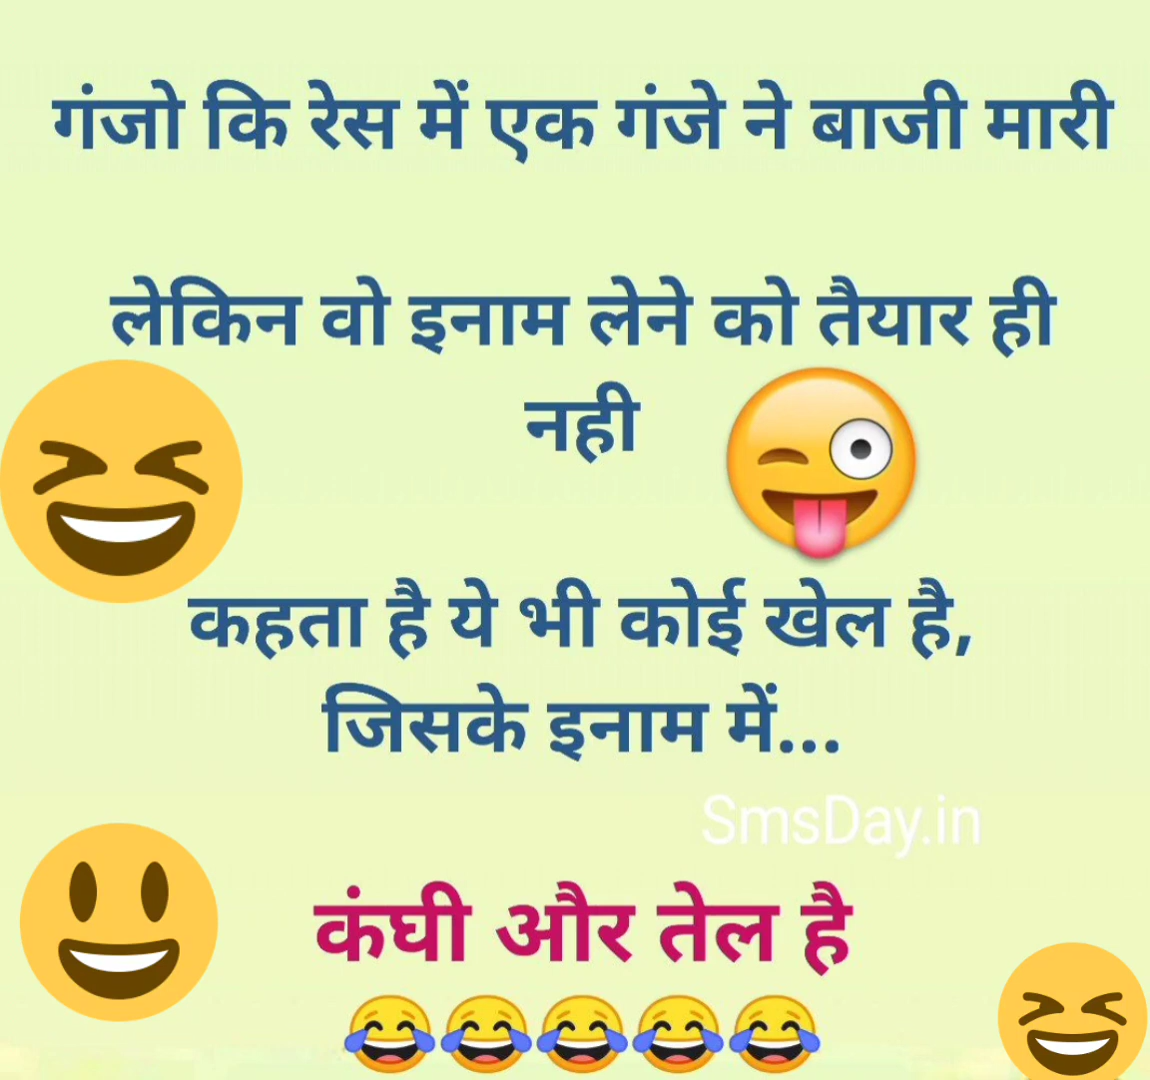 गंजो कि रेस में एक गंजे ने बाजी मारी
लेकिन वो इनाम लेने को तैयार ही
नही
कहता है ये भी कोई खेल है,
जिसके इनाम में...
SmsDay.in
कंघी और तेल है